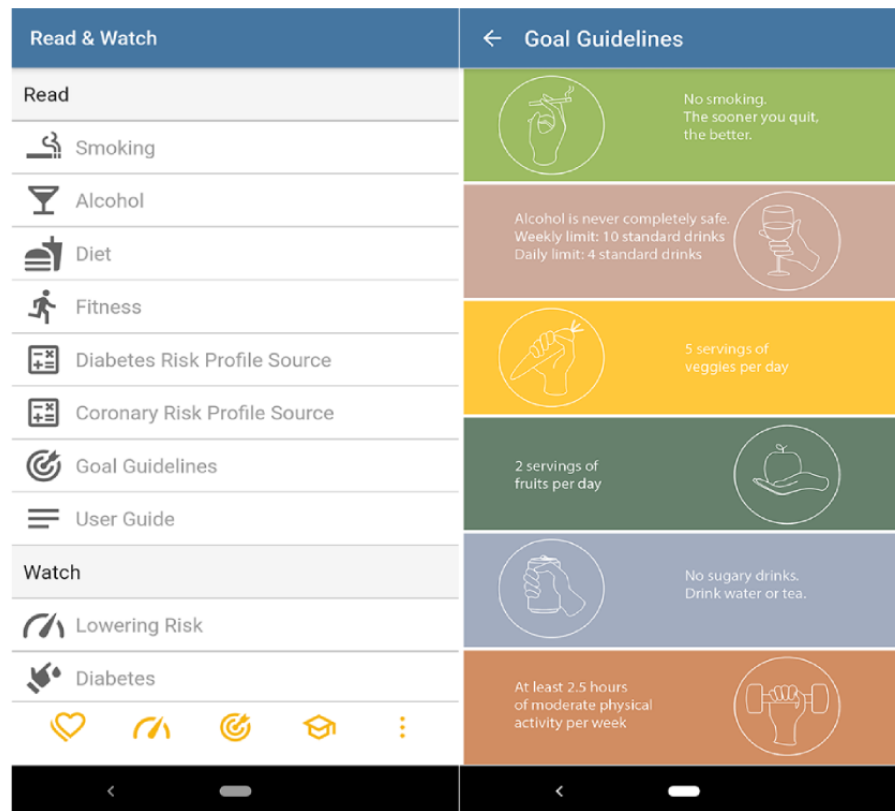 Read & Watch
Read
Smoking
Alcohol
Diet
Fitness
Diabetes Risk Profile Source
Coronary Risk Profile Source
Goal Guidelines
User Guide
Watch
Lowering Risk
Diabetes
Goal Guidelines
No smoking.
The sooner you quit,
the better.
Alcohol is never completely safe.
Weekly limit: 10 standard drinks
Daily limit: 4 standard drinks
5 servings of
veggies per day
2 servings of
fruits per day
No sugary drinks.
Drink water or tea.
At least 2.5 hours
of moderate physical
activity per week